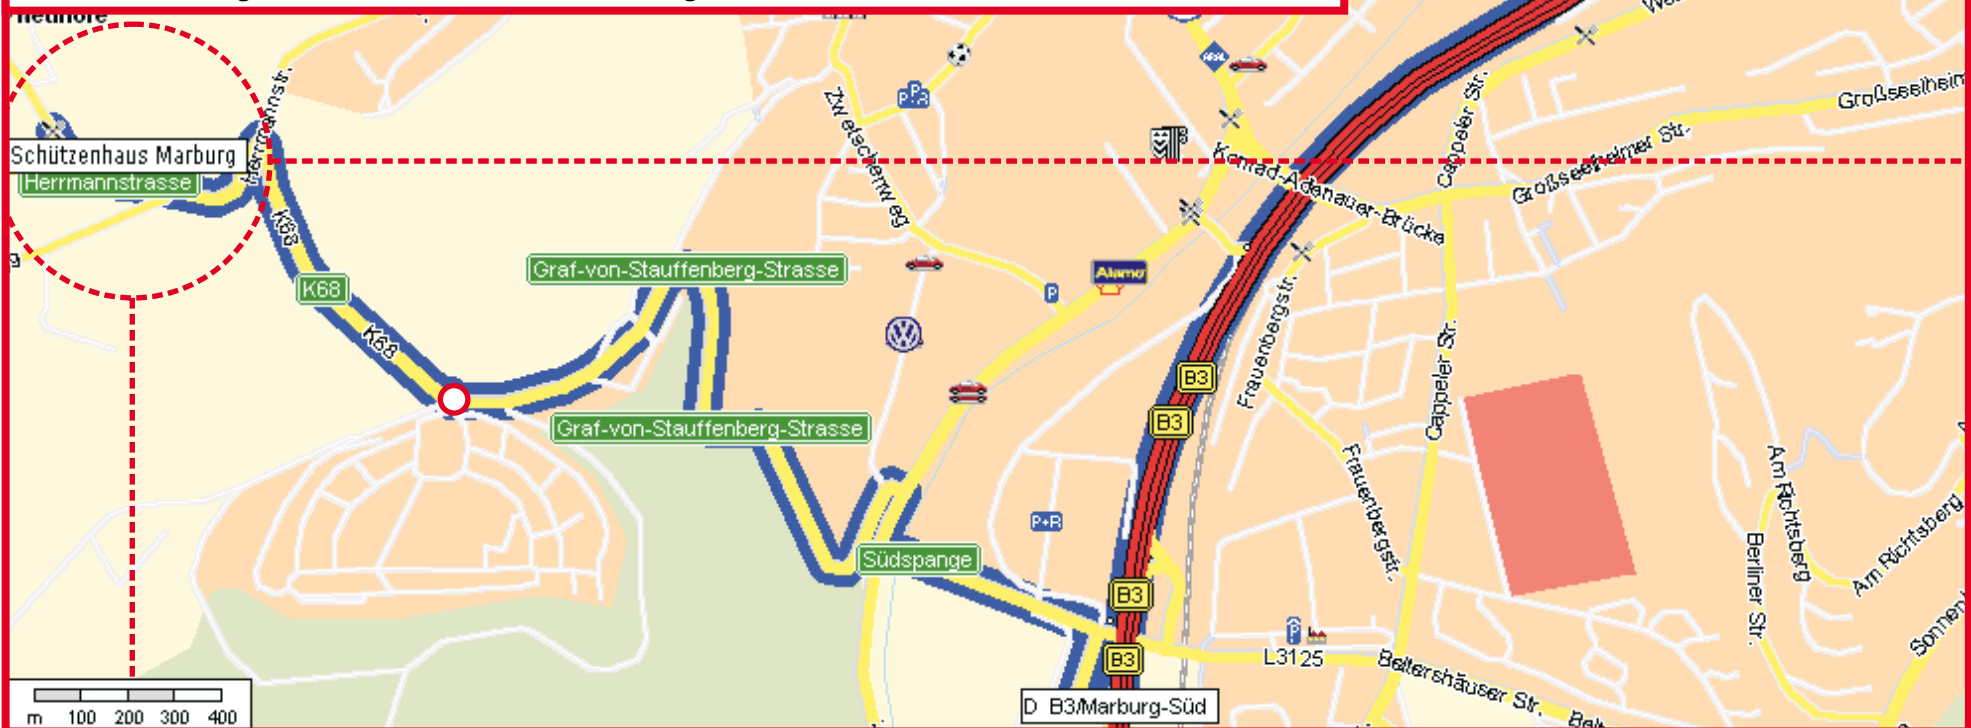 Herrmannstr.
Schützenhaus Marburg
Herrmannstrasse
K68
K68
K68
Graf-von-Stauffenberg-Strasse
Graf-von-Stauffenberg-Strasse
Zwetschenweg
P
P
Alamo
ARAL
VW
P+R
Südspange
Konrad-Adenauer-Brücke
Cappeler Str.
Großseelheimer Str.
Großseelheim
Frauenbergstr.
Cappeler Str.
Frauenbergstr.
B3
B3
B3
B3
P
L3125
Beltershäuser Str.
Am Richtsberg
Am Richtsberg
Berliner Str.
D B3/Marburg-Süd
m 100 200 300 400